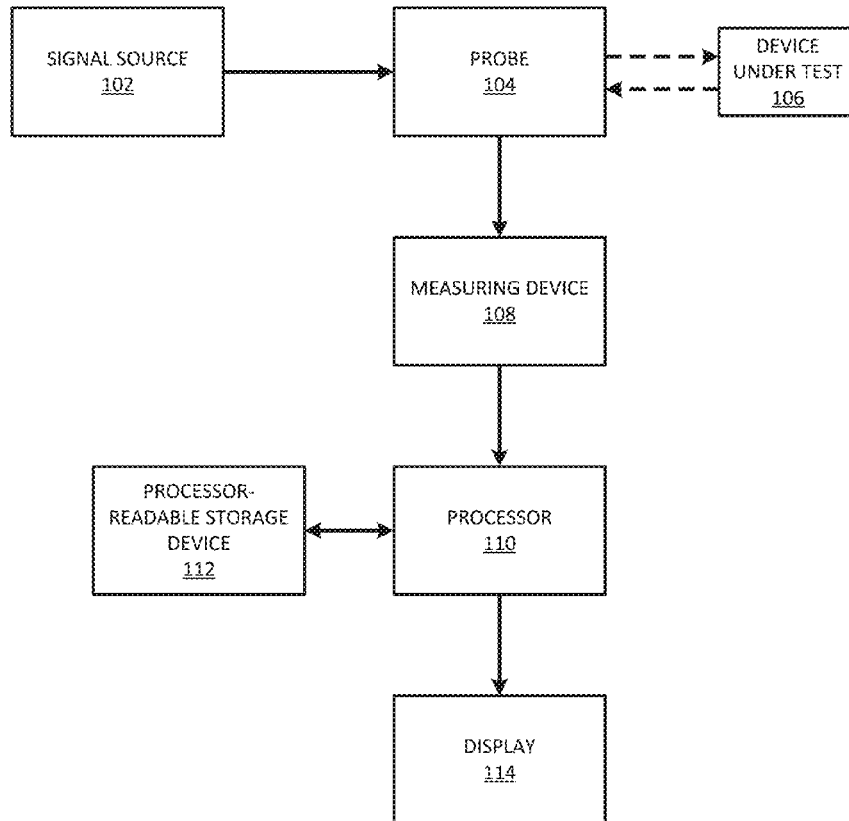 SIGNAL SOURCE
102
PROBE
104
DEVICE
UNDER TEST
106
MEASURING DEVICE
108
PROCESSOR-
READABLE STORAGE
DEVICE
112
PROCESSOR
110
DISPLAY
114